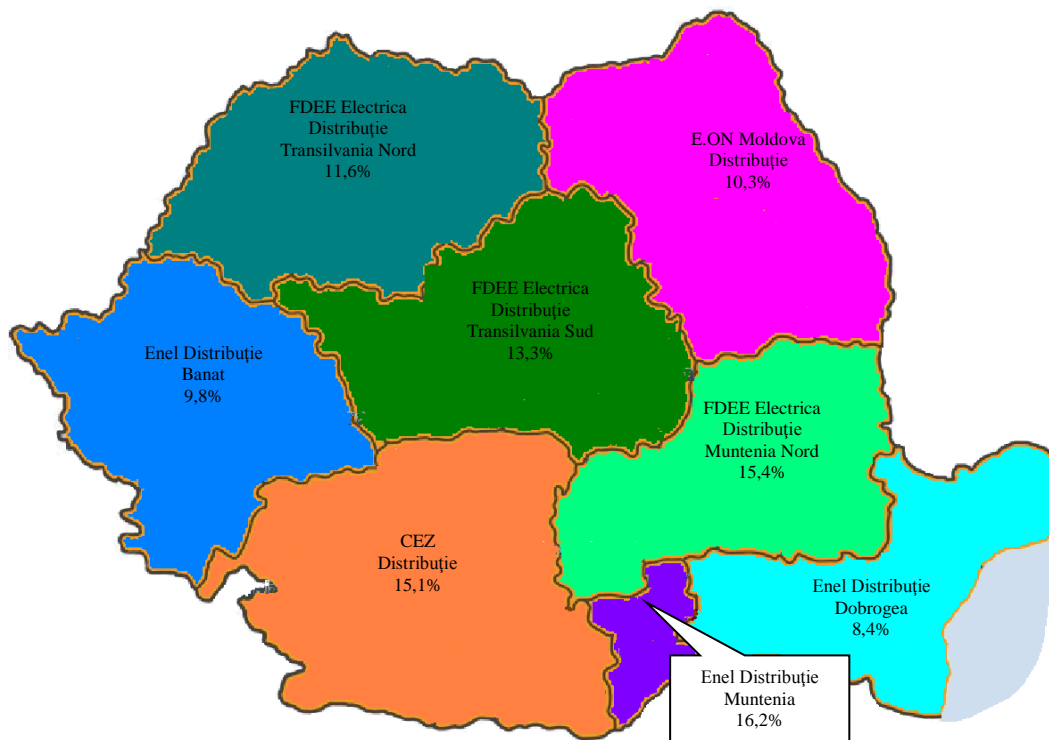 FDEE Electrica
Distribuţie
Transilvania Nord
11,6%
E.ON Moldova
Distribuţie
10,3%
FDEE Electrica
Distribuţie
Transilvania Sud
13,3%
Enel Distribuţie
Banat
9,8%
FDEE Electrica
Distribuţie
Muntenia Nord
15,4%
CEZ
Distribuţie
15,1%
Enel Distribuţie
Dobrogea
8,4%
Enel Distribuţie
Muntenia
16,2%